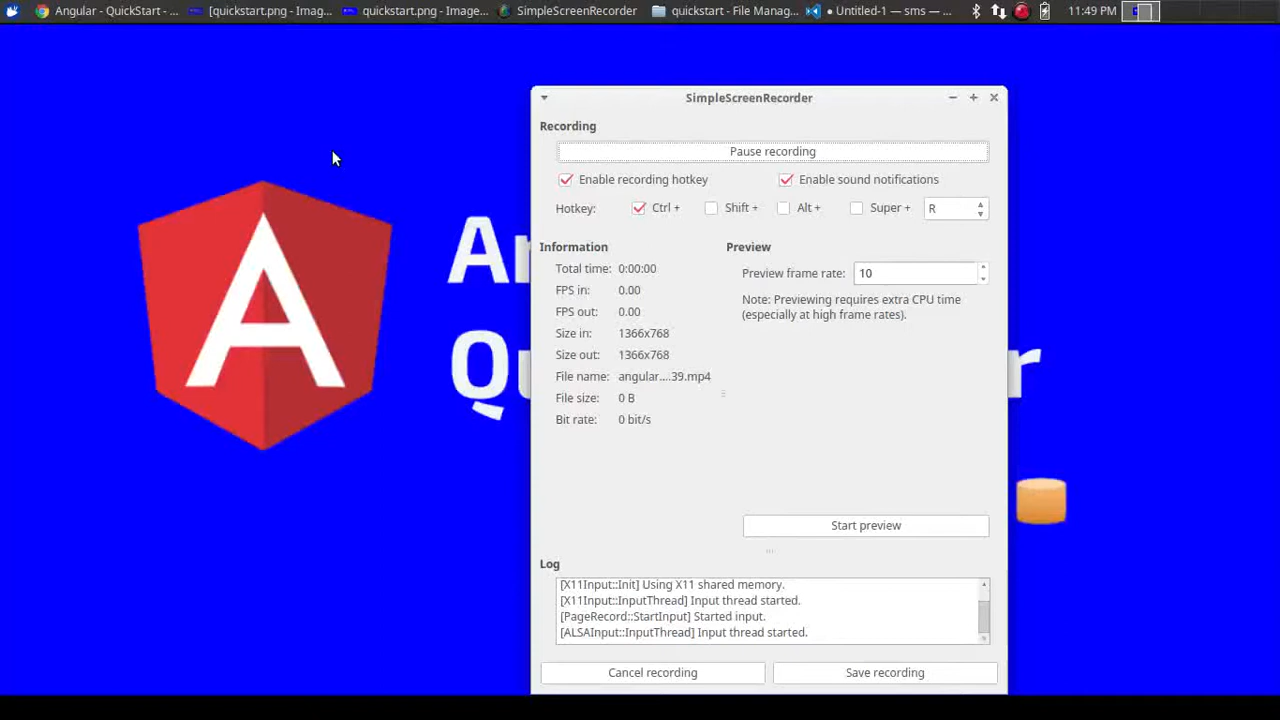 Angular - QuickStart - ...
[quickstart.png - Imag...
quickstart.png - Image...
SimpleScreenRecorder
quickstart - File Manag...
• Untitled-1 — sms — ...
11:49 PM
SimpleScreenRecorder
Recording
Pause recording
Enable recording hotkey
Enable sound notifications
Hotkey:
Ctrl +
Shift +
Alt +
Super +
R
Information
Preview
Total time: 0:00:00
Preview frame rate: 10
FPS in: 0.00
Note: Previewing requires extra CPU time
(especially at high frame rates).
FPS out: 0.00
Size in: 1366x768
Size out: 1366x768
File name: angular....39.mp4
File size: 0 B
Bit rate: 0 bit/s
Start preview
Log
[X11Input::Init] Using X11 shared memory.
[X11Input::InputThread] Input thread started.
[PageRecord::StartInput] Started input.
[ALSAInput::InputThread] Input thread started.
Cancel recording
Save recording